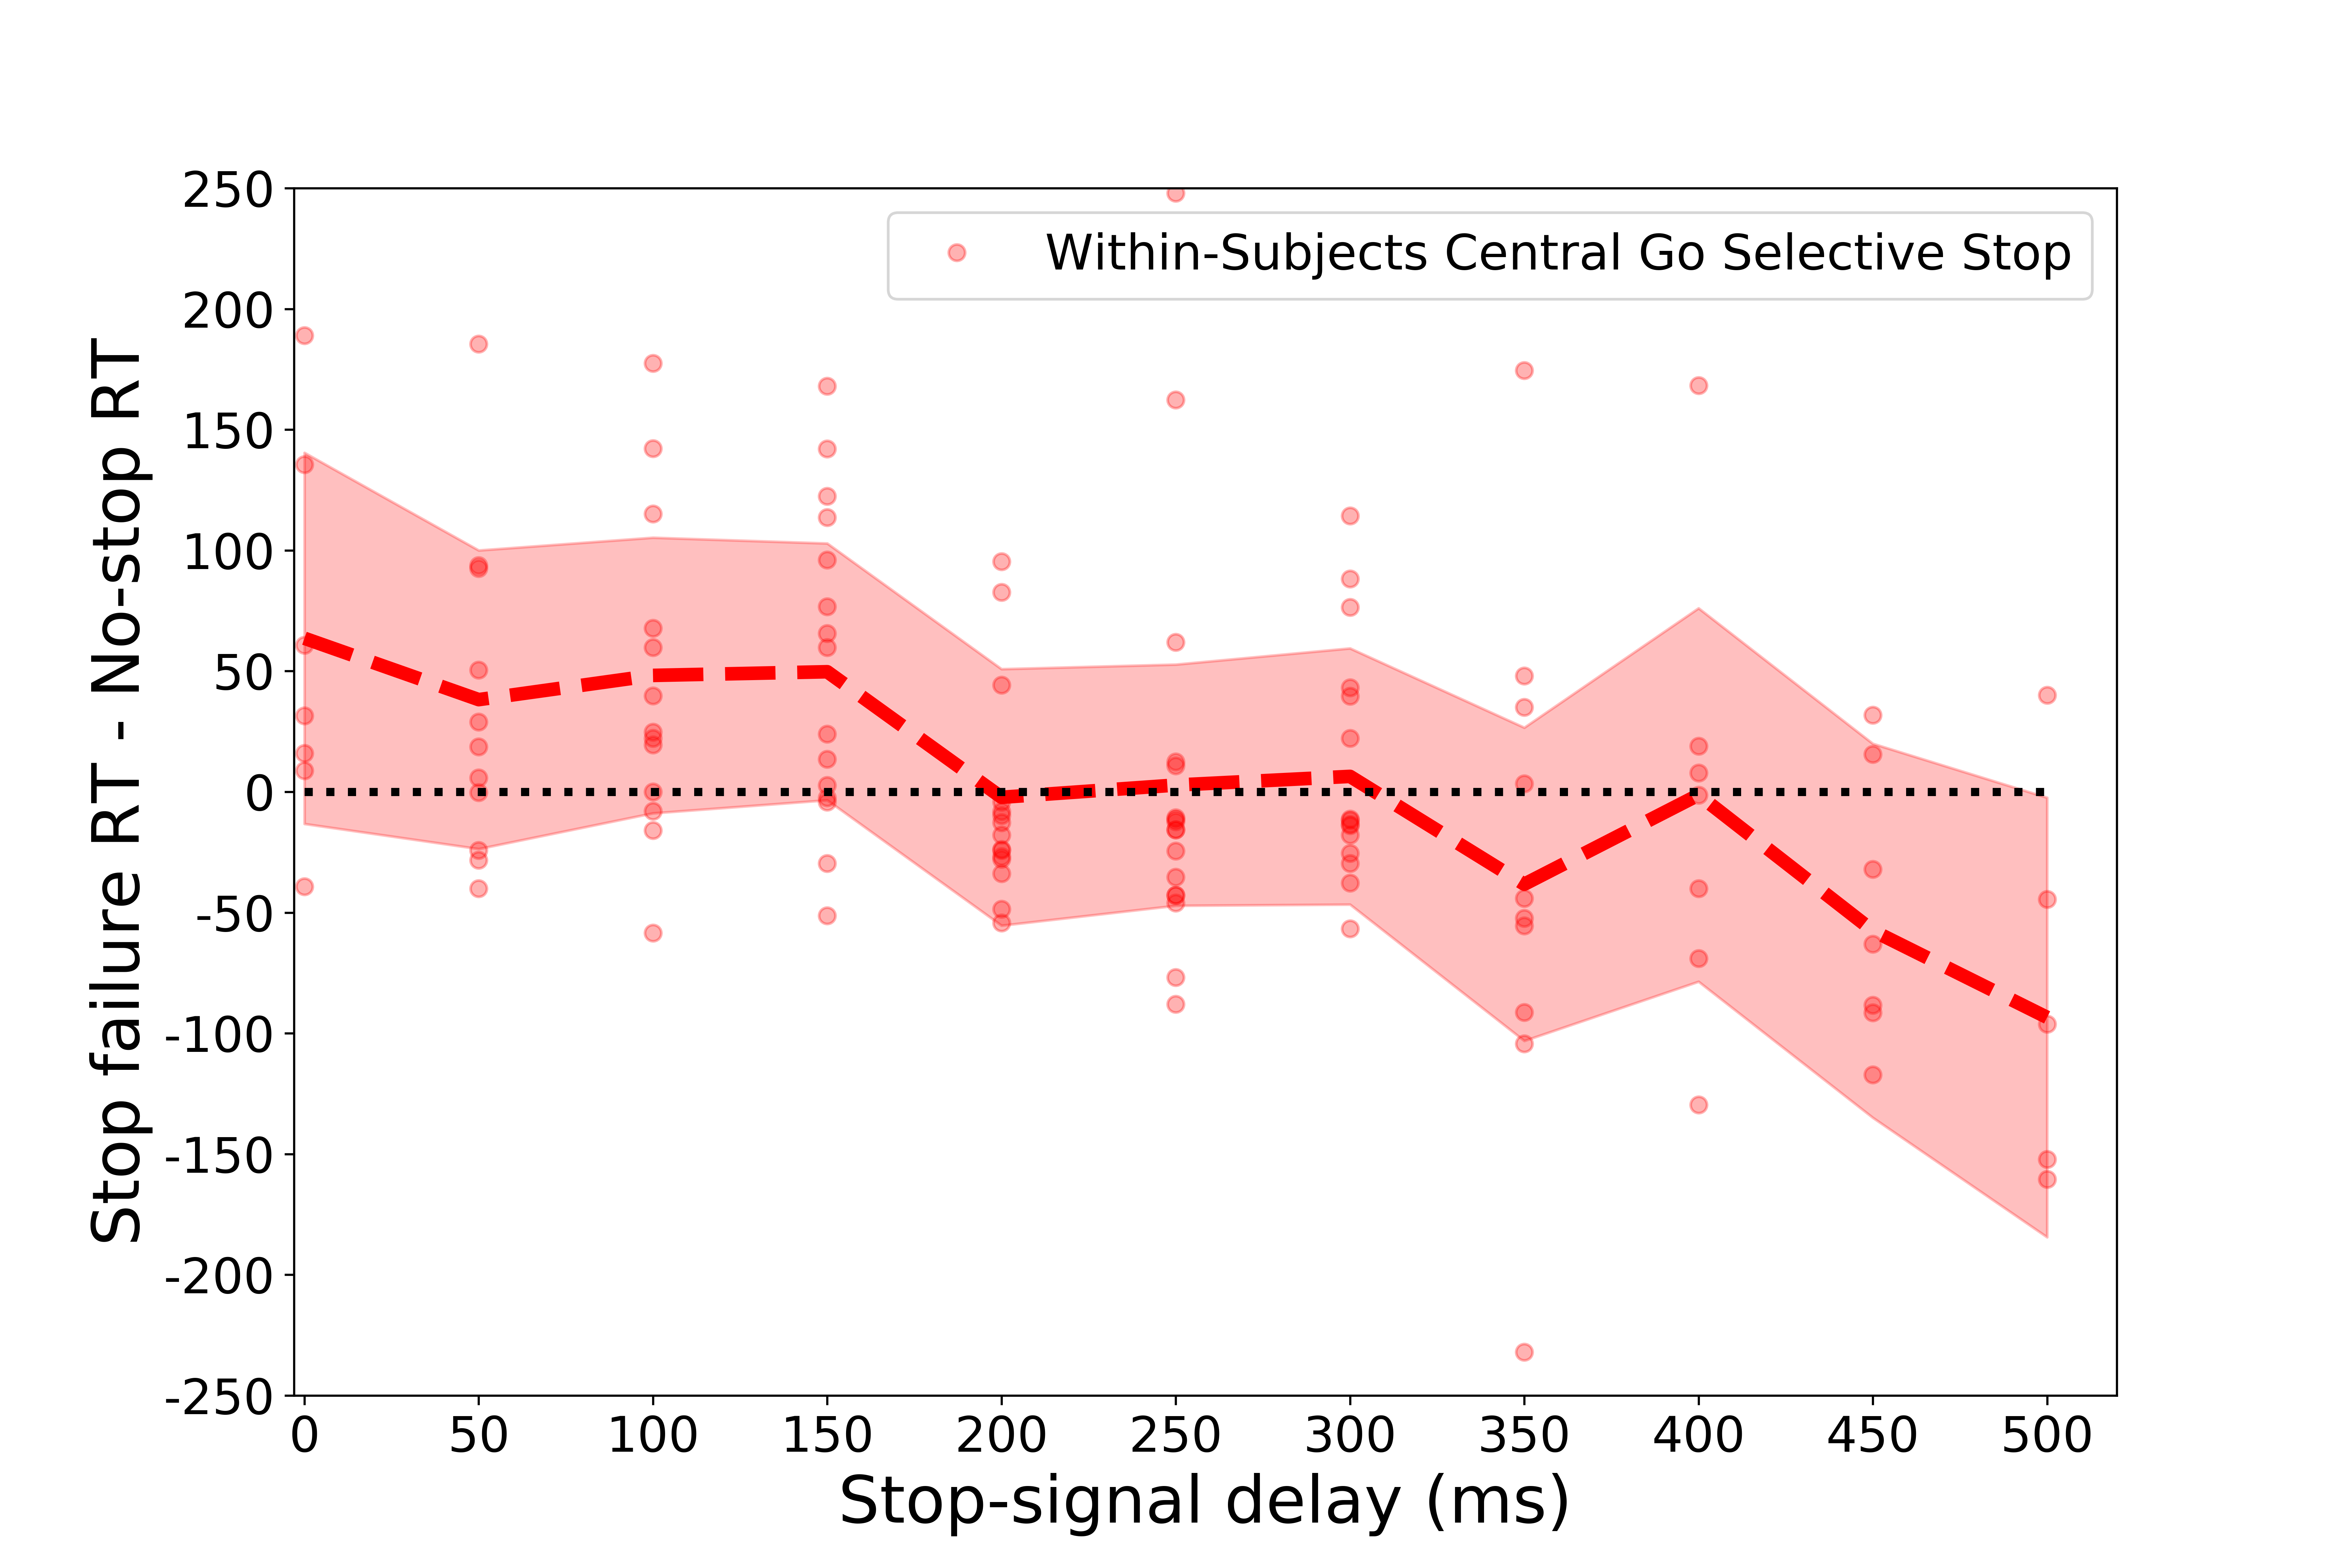 Within-Subjects Central Go Selective Stop
Stop failure RT - No-stop RT
250
200
150
100
50
0
-50
-100
-150
-200
-250
0 50 100 150 200 250 300 350 400 450 500
Stop-signal delay (ms)